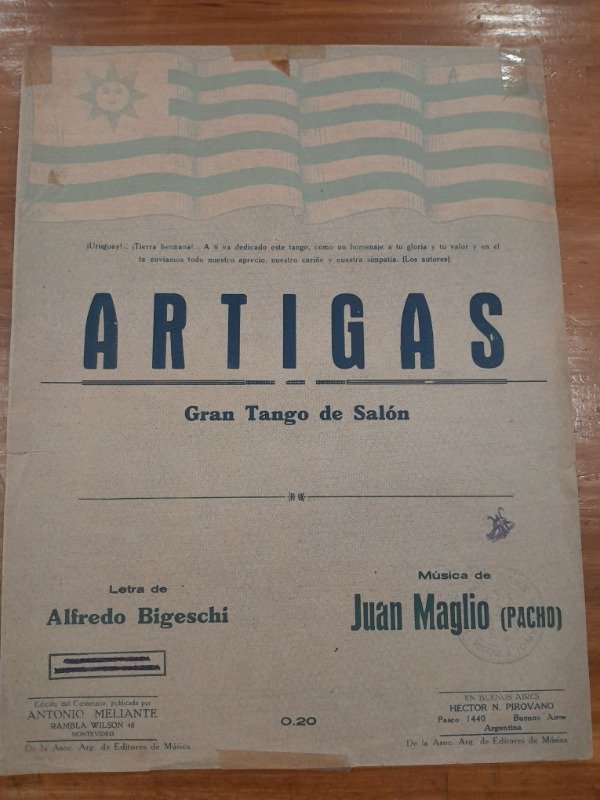 ¡Uruguay!.. ¡Tierra hermana!.. A ti va dedicado este tango, como un homenaje a tu gloria y tu valor y en él
te enviamos todo nuestro aprecio, nuestro cariño y nuestra simpatía. (Los autores)
ARTIGAS
Gran Tango de Salón
Letra de
Alfredo Bigeschi
Música de
Juan Maglio (PACHO)
Edición del Centenario, publicada por
ANTONIO MELIANTE
RAMBLA WILSON 48
MONTEVIDEO
De la Asoc. Arg. de Editores de Música
0.20
EN BUENOS AIRES
HECTOR N. PIROVANO
Paseo 1440 Buenos Aires
Argentina
De la Asoc. Arg. de Editores de Música